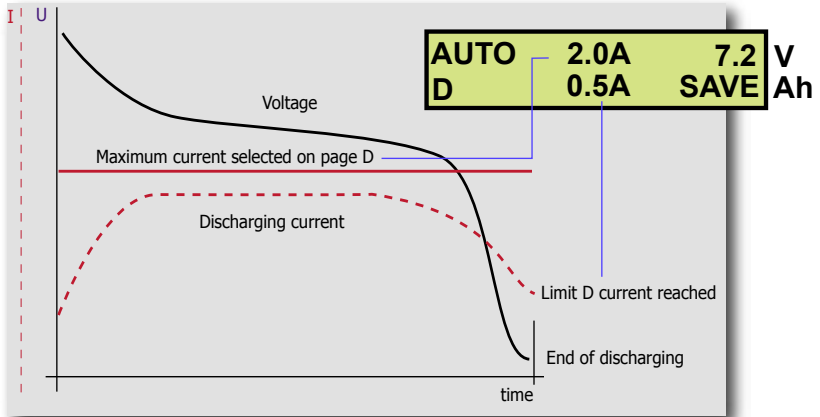 I U
AUTO 2.0A 7.2 V
D 0.5A SAVE Ah
Voltage
Maximum current selected on page D
Discharging current
Limit D current reached
End of discharging
time